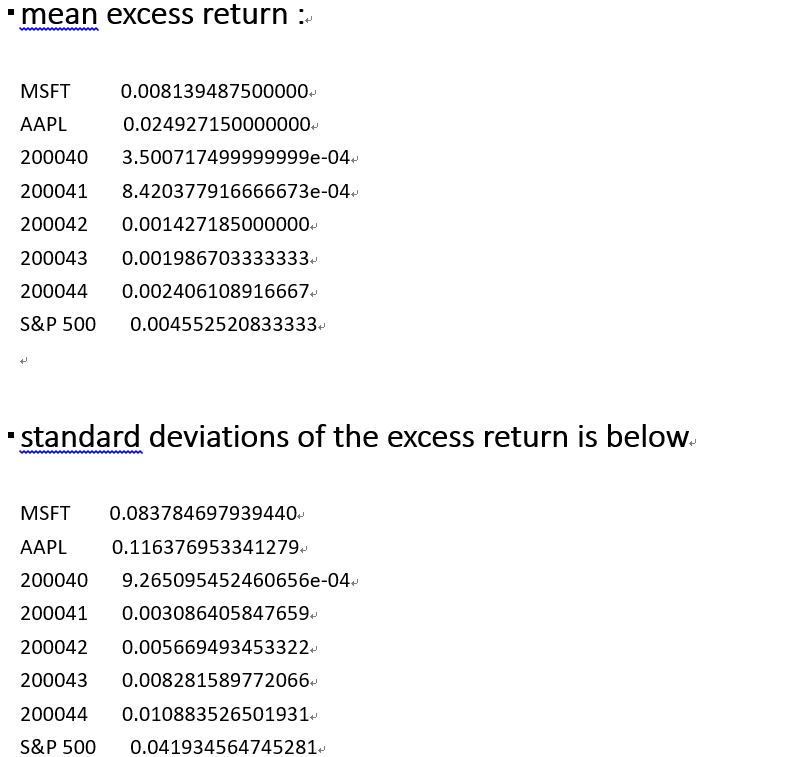 ▪mean excess return :
MSFT 0.008139487500000
AAPL 0.024927150000000
200040 3.500717499999999e-04
200041 8.420377916666673e-04
200042 0.001427185000000
200043 0.001986703333333
200044 0.002406108916667
S&P 500 0.004552520833333
▪standard deviations of the excess return is below
MSFT 0.083784697939440
AAPL 0.116376953341279
200040 9.265095452460656e-04
200041 0.003086405847659
200042 0.005669493453322
200043 0.008281589772066
200044 0.010883526501931
S&P 500 0.041934564745281